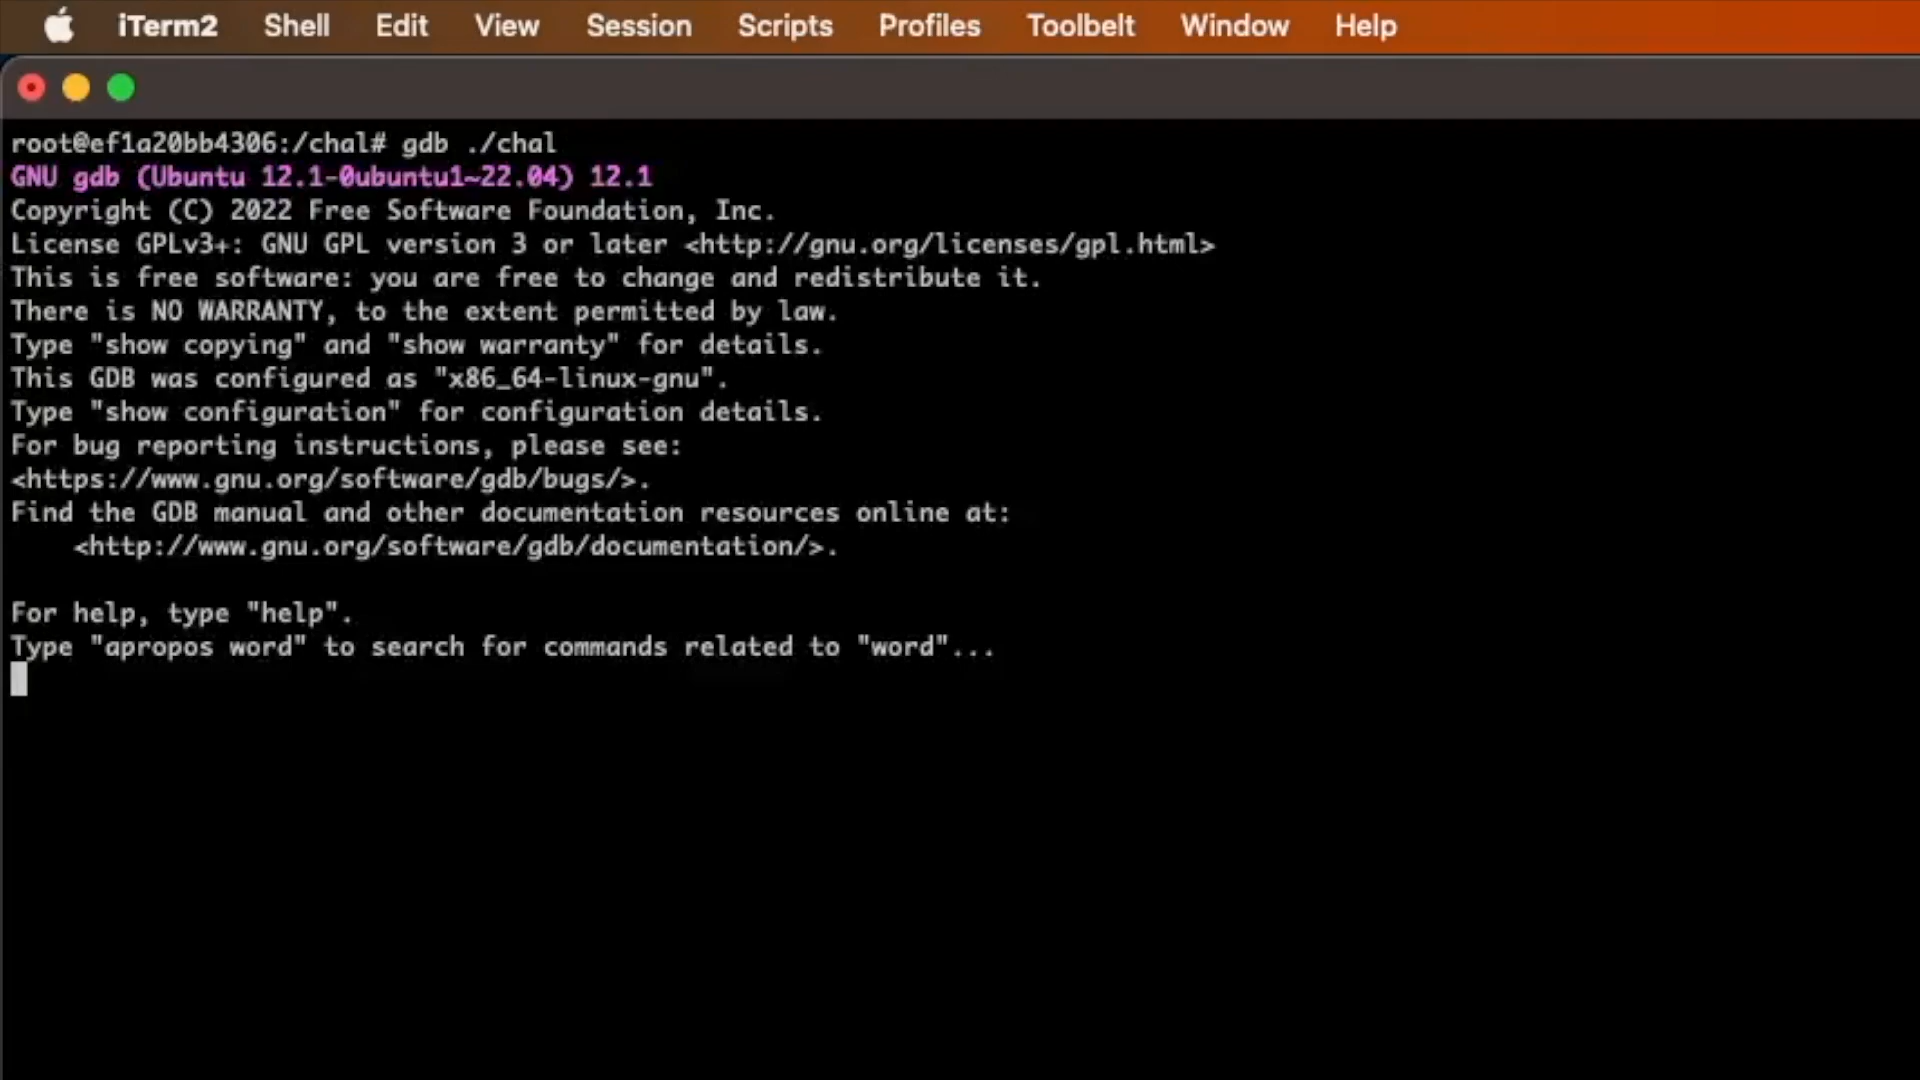 iTerm2 Shell Edit View Session Scripts Profiles Toolbelt Window Help
root@ef1a20bb4306:/chal# gdb ./chal
GNU gdb (Ubuntu 12.1-0ubuntu1~22.04) 12.1
Copyright (C) 2022 Free Software Foundation, Inc.
License GPLv3+: GNU GPL version 3 or later <http://gnu.org/licenses/gpl.html>
This is free software: you are free to change and redistribute it.
There is NO WARRANTY, to the extent permitted by law.
Type "show copying" and "show warranty" for details.
This GDB was configured as "x86_64-linux-gnu".
Type "show configuration" for configuration details.
For bug reporting instructions, please see:
<https://www.gnu.org/software/gdb/bugs/>.
Find the GDB manual and other documentation resources online at:
    <http://www.gnu.org/software/gdb/documentation/>.

For help, type "help".
Type "apropos word" to search for commands related to "word"...